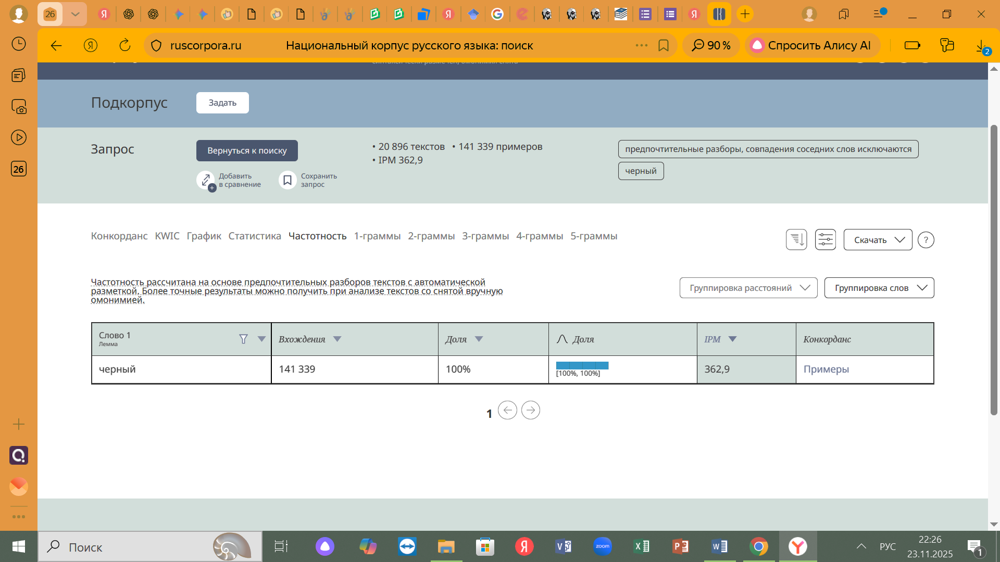 26
ruscorpora.ru
Национальный корпус русского языка: поиск
90 %
Спросить Алису AI
2
Подкорпус
Задать
Запрос
Вернуться к поиску
• 20 896 текстов • 141 339 примеров
• IPM 362,9
предпочтительные разборы, совпадения соседних слов исключаются
черный
Добавить
в сравнение
Сохранить
запрос
26
Конкорданс KWIC График Статистика Частотность 1-граммы 2-граммы 3-граммы 4-граммы 5-граммы
Скачать
?
Частотность рассчитана на основе предпочтительных разборов текстов с автоматической
разметкой. Более точные результаты можно получить при анализе текстов со снятой вручную
омонимией.
Группировка расстояний
Группировка слов
Слово 1
Лемма
Вхождения
Доля
Доля
IPM
Конкорданс
черный
141 339
100%
[100%, 100%]
362,9
Примеры
1
Поиск
zoom
РУС
22:26
23.11.2025
1